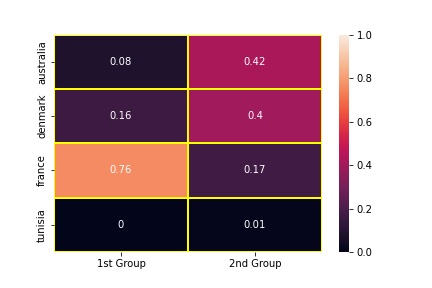 australia 0.08 0.42
denmark 0.16 0.4
france 0.76 0.17
tunisia 0 0.01
1st Group 2nd Group
1.0
0.8
0.6
0.4
0.2
0.0